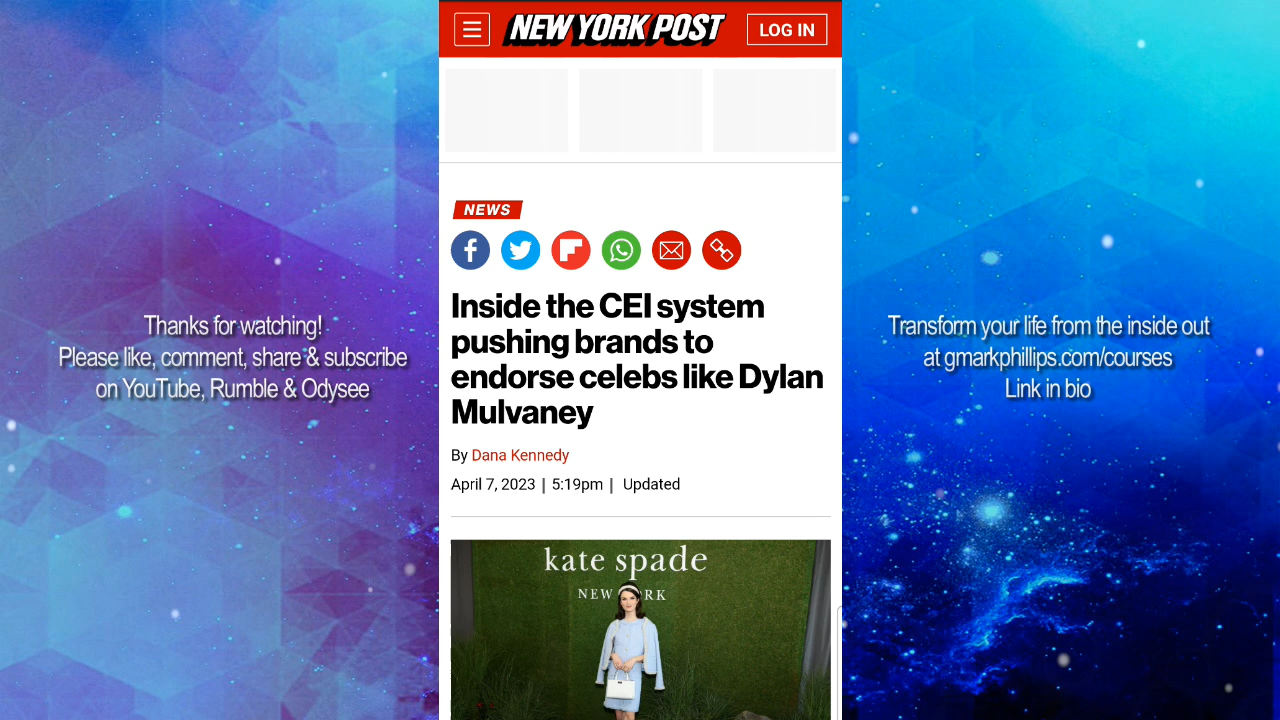 NEW YORK POST
LOG IN
NEWS
Inside the CEI system
pushing brands to
endorse celebs like Dylan
Mulvaney
By Dana Kennedy
April 7, 2023 | 5:19pm | Updated
kate spade
NEW YORK
Thanks for watching!
Please like, comment, share & subscribe
on YouTube, Rumble & Odysee
Transform your life from the inside out
at gmarkphillips.com/courses
Link in bio